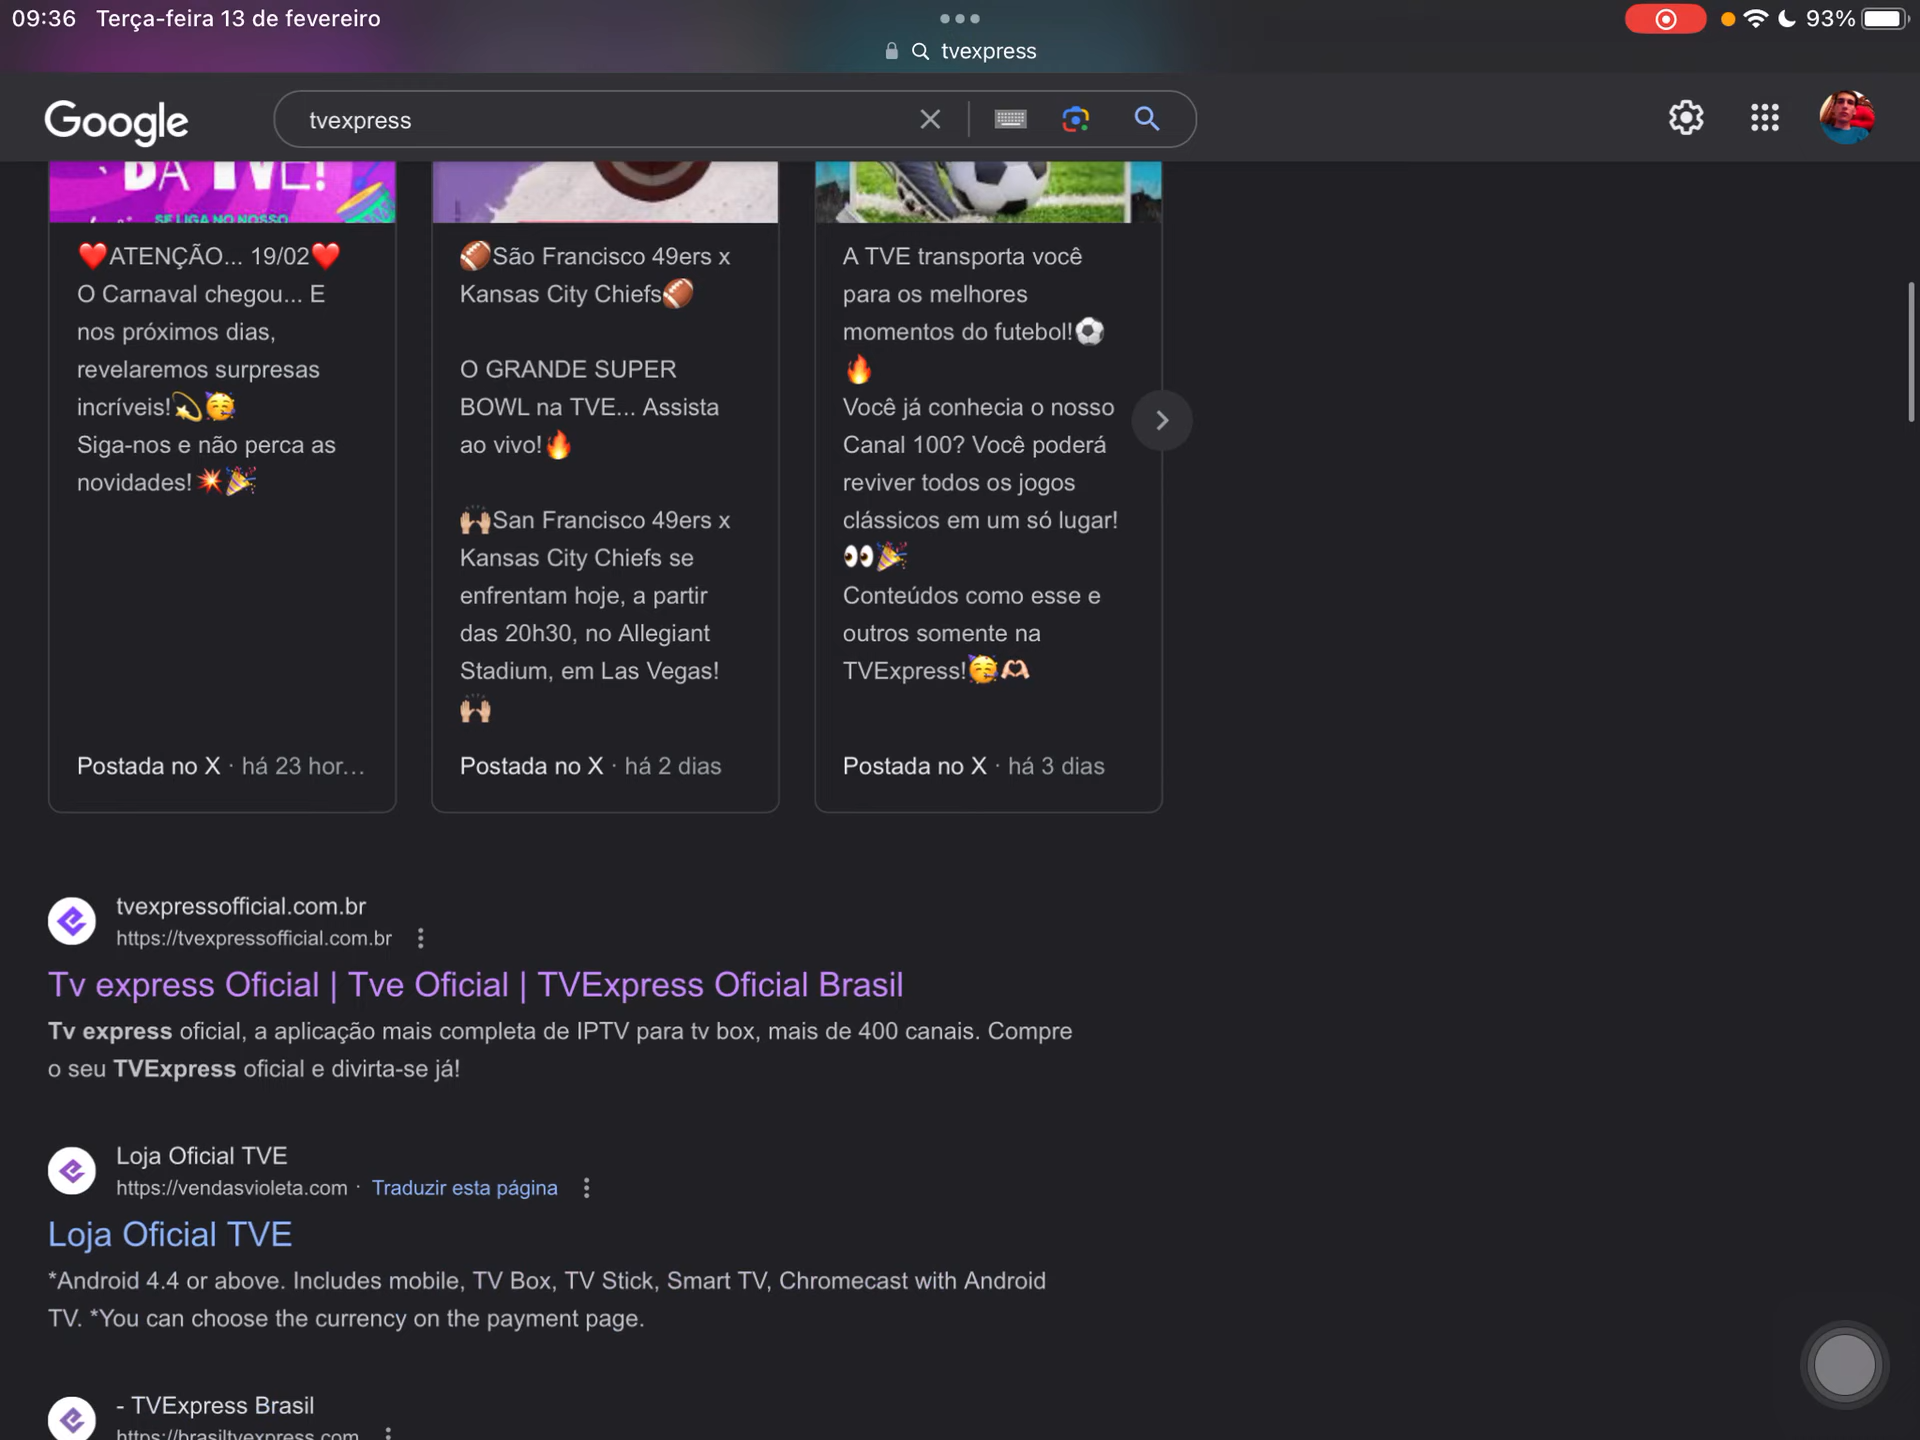 09:36 Terça-feira 13 de fevereiro
93%
tvexpress
Google
tvexpress
DA TVE!
SE LIGA NO NOSSO
❤️ATENÇÃO... 19/02❤️
O Carnaval chegou... E
nos próximos dias,
revelaremos surpresas
incríveis!💫🥳
Siga-nos e não perca as
novidades!💥🎉
Postada no X · há 23 hor...
🏈São Francisco 49ers x
Kansas City Chiefs🏈
O GRANDE SUPER
BOWL na TVE... Assista
ao vivo!🔥
🙌🏼San Francisco 49ers x
Kansas City Chiefs se
enfrentam hoje, a partir
das 20h30, no Allegiant
Stadium, em Las Vegas!
🙌🏼
Postada no X · há 2 dias
A TVE transporta você
para os melhores
momentos do futebol!⚽
🔥
Você já conhecia o nosso
Canal 100? Você poderá
reviver todos os jogos
clássicos em um só lugar!
👀🎉
Conteúdos como esse e
outros somente na
TVExpress!🥳🫶🏻
Postada no X · há 3 dias
tvexpressofficial.com.br
https://tvexpressofficial.com.br
Tv express Oficial | Tve Oficial | TVExpress Oficial Brasil
Tv express oficial, a aplicação mais completa de IPTV para tv box, mais de 400 canais. Compre
o seu TVExpress oficial e divirta-se já!
Loja Oficial TVE
https://vendasvioleta.com · Traduzir esta página
Loja Oficial TVE
*Android 4.4 or above. Includes mobile, TV Box, TV Stick, Smart TV, Chromecast with Android
TV. *You can choose the currency on the payment page.
- TVExpress Brasil
https://brasiltvexpress.com